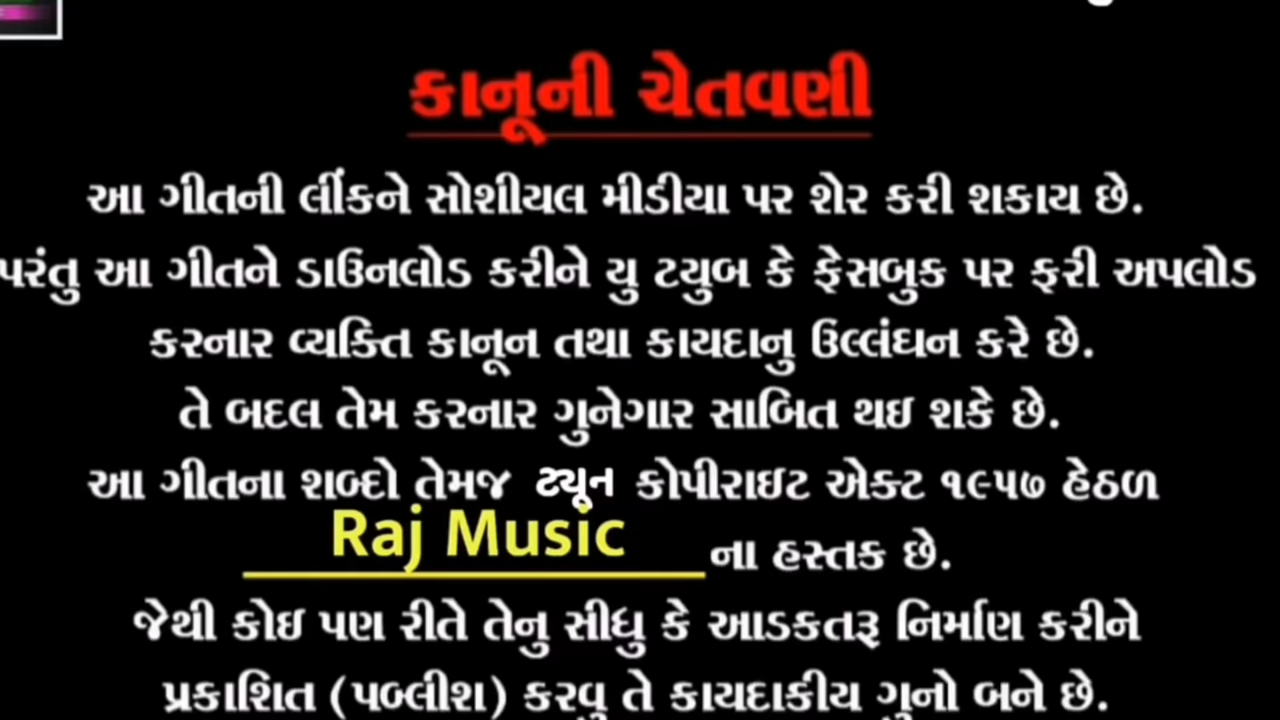 કાનૂની ચેતવણી
આ ગીતની લીંકને સોશીયલ મીડીયા પર શેર કરી શકાય છે.
પરંતુ આ ગીતને ડાઉનલોડ કરીને યુ ટયુબ કે ફેસબુક પર ફરી અપલોડ
કરનાર વ્યકિત કાનૂન તથા કાયદાનુ ઉલ્લંઘન કરે છે.
તે બદલ તેમ કરનાર ગુનેગાર સાબિત થઇ શકે છે.
આ ગીતના શબ્દો તેમજ ટ્યૂન કોપીરાઇટ એક્ટ ૧૯૫૭ હેઠળ
Raj Music ના હસ્તક છે.
જેથી કોઇ પણ રીતે તેનુ સીધુ કે આડકતરૂ નિર્માણ કરીને
પ્રકાશિત (પબ્લીશ) કરવુ તે કાયદાકીય ગુનો બને છે.